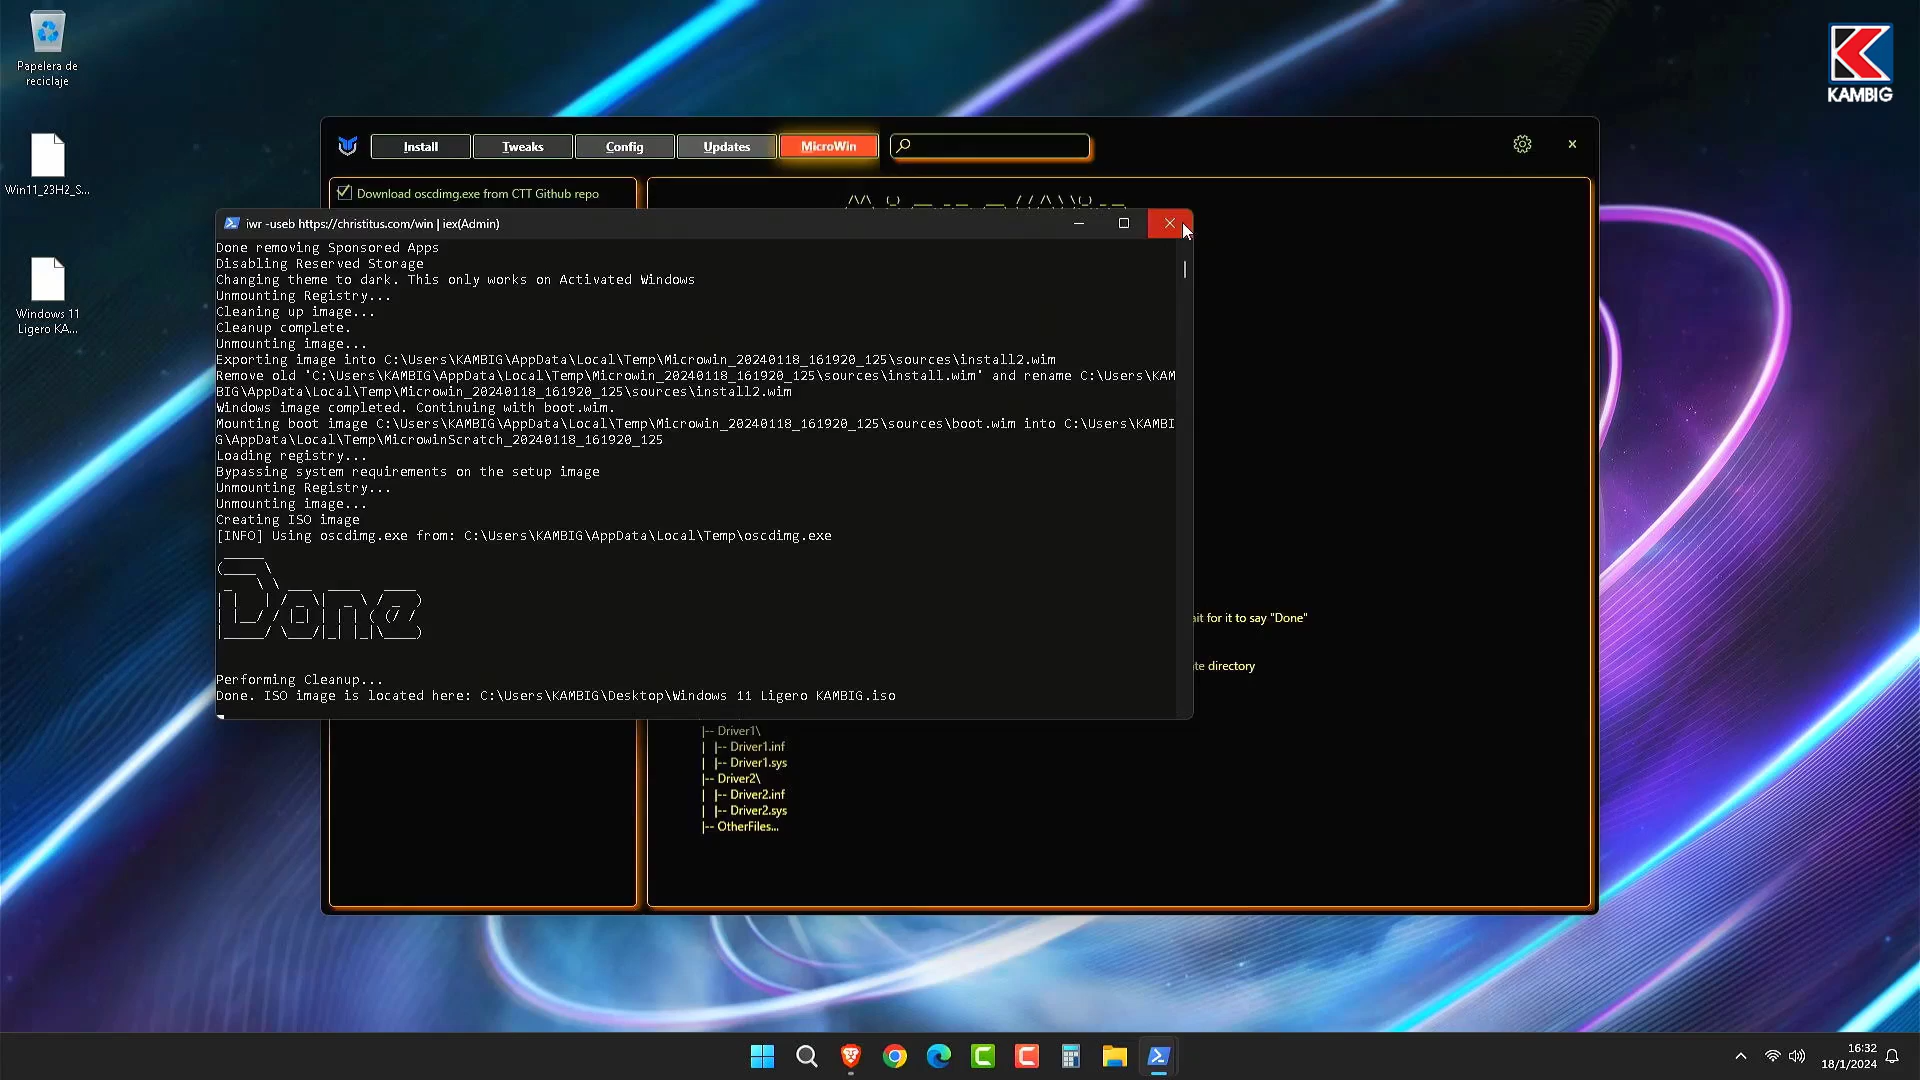 Papelera de
reciclaje
Win11_23H2_S...
Windows 11
Ligero KA...
KAMBIG
Install
Tweaks
Config
Updates
MicroWin
Download oscdimg.exe from CTT Github repo
iwr -useb https://christitus.com/win | iex(Admin)
Done removing Sponsored Apps
Disabling Reserved Storage
Changing theme to dark. This only works on Activated Windows
Unmounting Registry...
Cleaning up image...
Cleanup complete.
Unmounting image...
Exporting image into C:\Users\KAMBIG\AppData\Local\Temp\Microwin_20240118_161920_125\sources\install2.wim
Remove old 'C:\Users\KAMBIG\AppData\Local\Temp\Microwin_20240118_161920_125\sources\install.wim' and rename C:\Users\KAM
BIG\AppData\Local\Temp\Microwin_20240118_161920_125\sources\install2.wim
Windows image completed. Continuing with boot.wim.
Mounting boot image C:\Users\KAMBIG\AppData\Local\Temp\Microwin_20240118_161920_125\sources\boot.wim into C:\Users\KAMBI
G\AppData\Local\Temp\MicrowinScratch_20240118_161920_125
Loading registry...
Bypassing system requirements on the setup image
Unmounting Registry...
Unmounting image...
Creating ISO image
[INFO] Using oscdimg.exe from: C:\Users\KAMBIG\AppData\Local\Temp\oscdimg.exe
Done
Performing Cleanup...
Done. ISO image is located here: C:\Users\KAMBIG\Desktop\Windows 11 Ligero KAMBIG.iso
ait for it to say "Done"
te directory
|-- Driver1\
| |-- Driver1.inf
| |-- Driver1.sys
|-- Driver2\
| |-- Driver2.inf
| |-- Driver2.sys
|-- OtherFiles...
16:32
18/1/2024